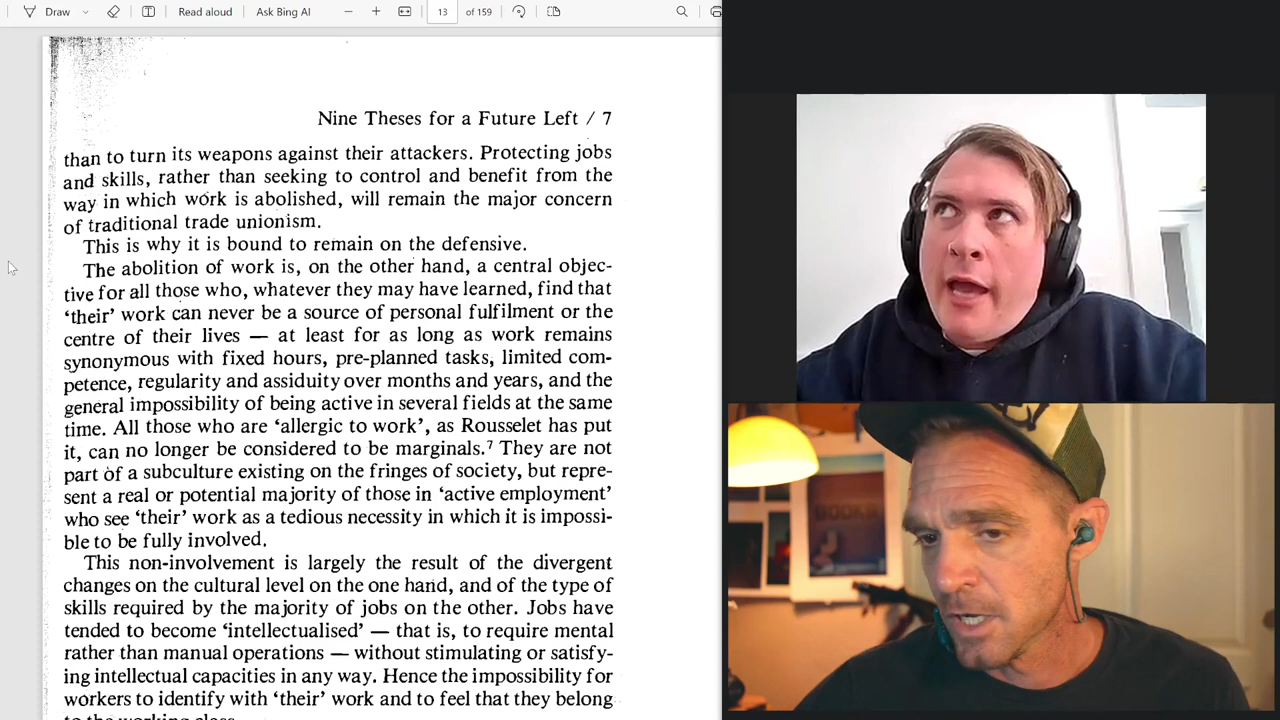 Draw
Read aloud
Ask Bing AI
13 of 159
Nine Theses for a Future Left / 7
than to turn its weapons against their attackers. Protecting jobs
and skills, rather than seeking to control and benefit from the
way in which work is abolished, will remain the major concern
of traditional trade unionism.
This is why it is bound to remain on the defensive.
The abolition of work is, on the other hand, a central objec-
tive for all those who, whatever they may have learned, find that
‘their’ work can never be a source of personal fulfilment or the
centre of their lives — at least for as long as work remains
synonymous with fixed hours, pre-planned tasks, limited com-
petence, regularity and assiduity over months and years, and the
general impossibility of being active in several fields at the same
time. All those who are ‘allergic to work’, as Rousselet has put
it, can no longer be considered to be marginals.⁷ They are not
part of a subculture existing on the fringes of society, but repre-
sent a real or potential majority of those in ‘active employment’
who see ‘their’ work as a tedious necessity in which it is impossi-
ble to be fully involved.
This non-involvement is largely the result of the divergent
changes on the cultural level on the one hand, and of the type of
skills required by the majority of jobs on the other. Jobs have
tended to become ‘intellectualised’ — that is, to require mental
rather than manual operations — without stimulating or satisfy-
ing intellectual capacities in any way. Hence the impossibility for
workers to identify with ‘their’ work and to feel that they belong
to the working class.